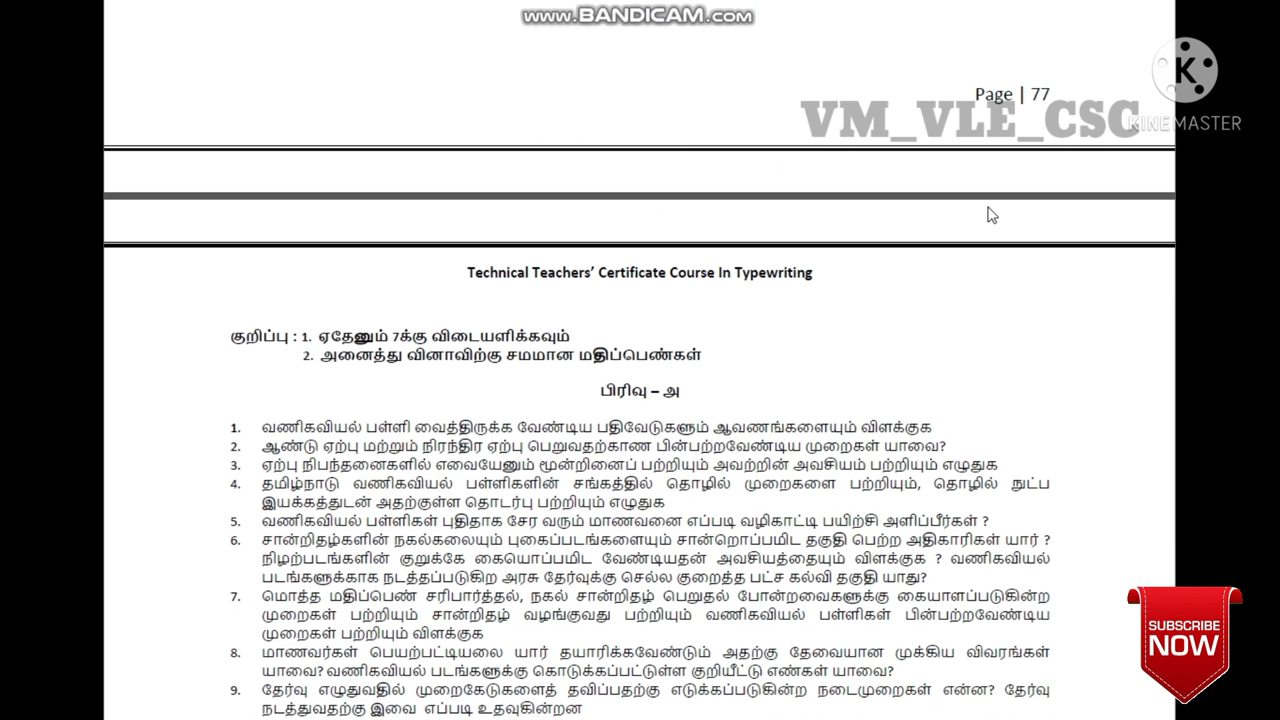 www.BANDICAM.com
Page | 77
VM_VLE_CSC
KINEMASTER
Technical Teachers’ Certificate Course In Typewriting
குறிப்பு : 1. ஏதேனும் 7க்கு விடையளிக்கவும்
2. அனைத்து வினாவிற்கு சமமான மதிப்பெண்கள்
பிரிவு – அ
1. வணிகவியல் பள்ளி வைத்திருக்க வேண்டிய பதிவேடுகளும் ஆவணங்களையும் விளக்குக
2. ஆண்டு ஏற்பு மற்றும் நிரந்திர ஏற்பு பெறுவதற்காண பின்பற்றவேண்டிய முறைகள் யாவை?
3. ஏற்பு நிபந்தனைகளில் எவையேனும் மூன்றினைப் பற்றியும் அவற்றின் அவசியம் பற்றியும் எழுதுக
4. தமிழ்நாடு வணிகவியல் பள்ளிகளின் சங்கத்தில் தொழில் முறைகளை பற்றியும், தொழில் நுட்ப
இயக்கத்துடன் அதற்குள்ள தொடர்பு பற்றியும் எழுதுக
5. வணிகவியல் பள்ளிகள் புதிதாக சேர வரும் மாணவனை எப்படி வழிகாட்டி பயிற்சி அளிப்பீர்கள் ?
6. சான்றிதழ்களின் நகல்கலையும் புகைப்படங்களையும் சான்றொப்பமிட தகுதி பெற்ற அதிகாரிகள் யார் ?
நிழற்படங்களின் குறுக்கே கையொப்பமிட வேண்டியதன் அவசியத்தையும் விளக்குக ? வணிகவியல்
படங்களுக்காக நடத்தப்படுகிற அரசு தேர்வுக்கு செல்ல குறைத்த பட்ச கல்வி தகுதி யாது?
7. மொத்த மதிப்பெண் சரிபார்த்தல், நகல் சான்றிதழ் பெறுதல் போன்றவைகளுக்கு கையாளப்படுகின்ற
முறைகள் பற்றியும் சான்றிதழ் வழங்குவது பற்றியும் வணிகவியல் பள்ளிகள் பின்பற்றவேண்டிய
முறைகள் பற்றியும் விளக்குக
8. மாணவர்கள் பெயற்பட்டியலை யார் தயாரிக்கவேண்டும் அதற்கு தேவையான முக்கிய விவரங்கள்
யாவை? வணிகவியல் படங்களுக்கு கொடுக்கப்பட்டுள்ள குறியீட்டு எண்கள் யாவை?
9. தேர்வு எழுதுவதில் முறைகேடுகளைத் தவிப்பதற்கு எடுக்கப்படுகின்ற நடைமுறைகள் என்ன? தேர்வு
நடத்துவதற்கு இவை எப்படி உதவுகின்றன
SUBSCRIBE
NOW